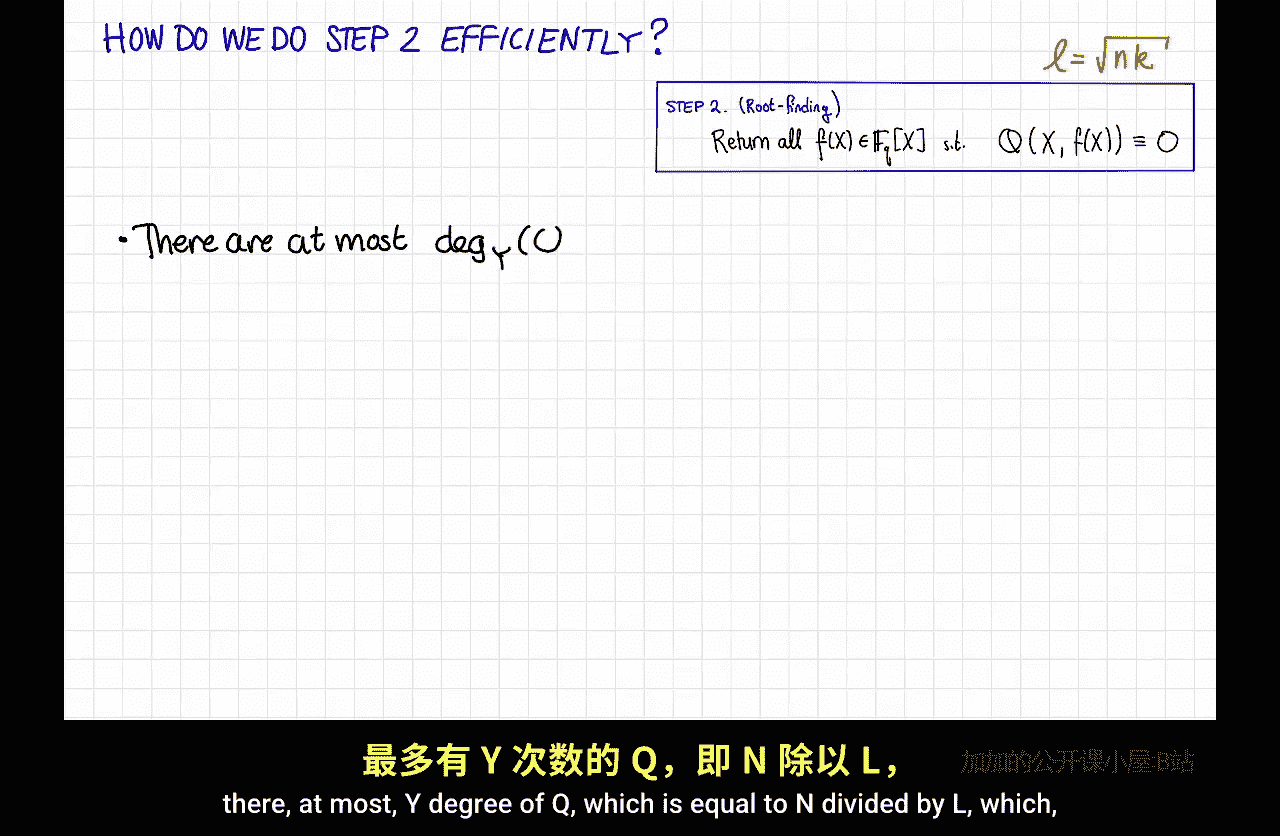 HOW DO WE DO STEP 2 EFFICIENTLY?
l = √nk
STEP 2. (Root-finding)
Return all f(X) ∈ F_q[X] s.t. Q(X, f(X)) ≡ 0
• There are at most deg_Y(
最多有 Y 次数的 Q，即 N 除以 L，
加加的公开课小屋:B站
there, at most, Y degree of Q, which is equal to N divided by L, which,